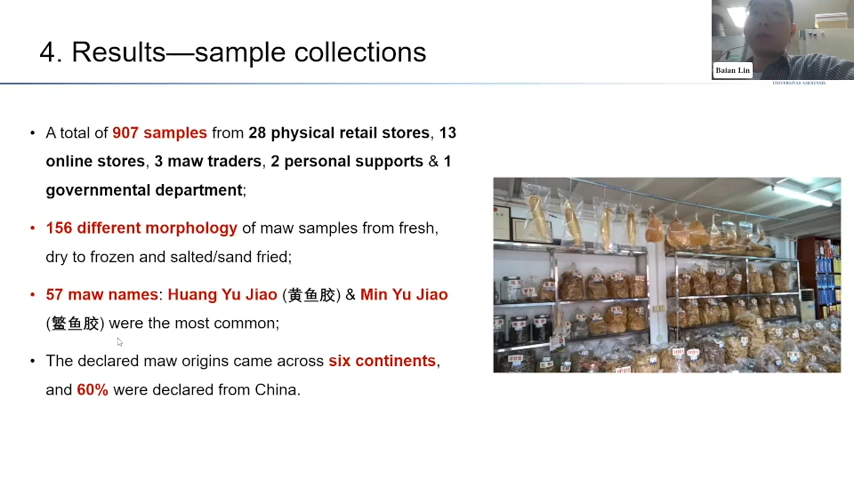 4. Results—sample collections
Baian Lin
• A total of 907 samples from 28 physical retail stores, 13
online stores, 3 maw traders, 2 personal supports & 1
governmental department;
• 156 different morphology of maw samples from fresh,
dry to frozen and salted/sand fried;
• 57 maw names: Huang Yu Jiao (黄鱼胶) & Min Yu Jiao
(鳘鱼胶) were the most common;
• The declared maw origins came across six continents,
and 60% were declared from China.